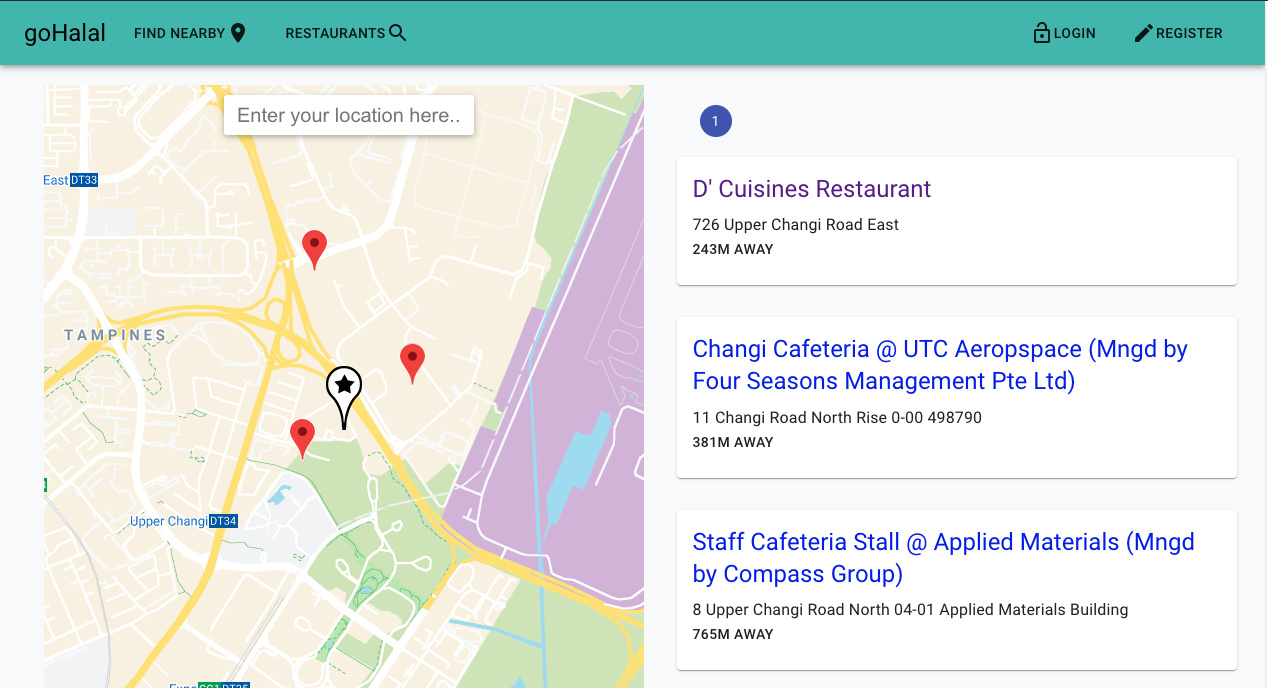 goHalal
FIND NEARBY
RESTAURANTS
LOGIN
REGISTER
Enter your location here..
East DT33
TAMPINES
Upper Changi DT34
1
D' Cuisines Restaurant
726 Upper Changi Road East
243M AWAY
Changi Cafeteria @ UTC Aeropspace (Mngd by
Four Seasons Management Pte Ltd)
11 Changi Road North Rise 0-00 498790
381M AWAY
Staff Cafeteria Stall @ Applied Materials (Mngd
by Compass Group)
8 Upper Changi Road North 04-01 Applied Materials Building
765M AWAY